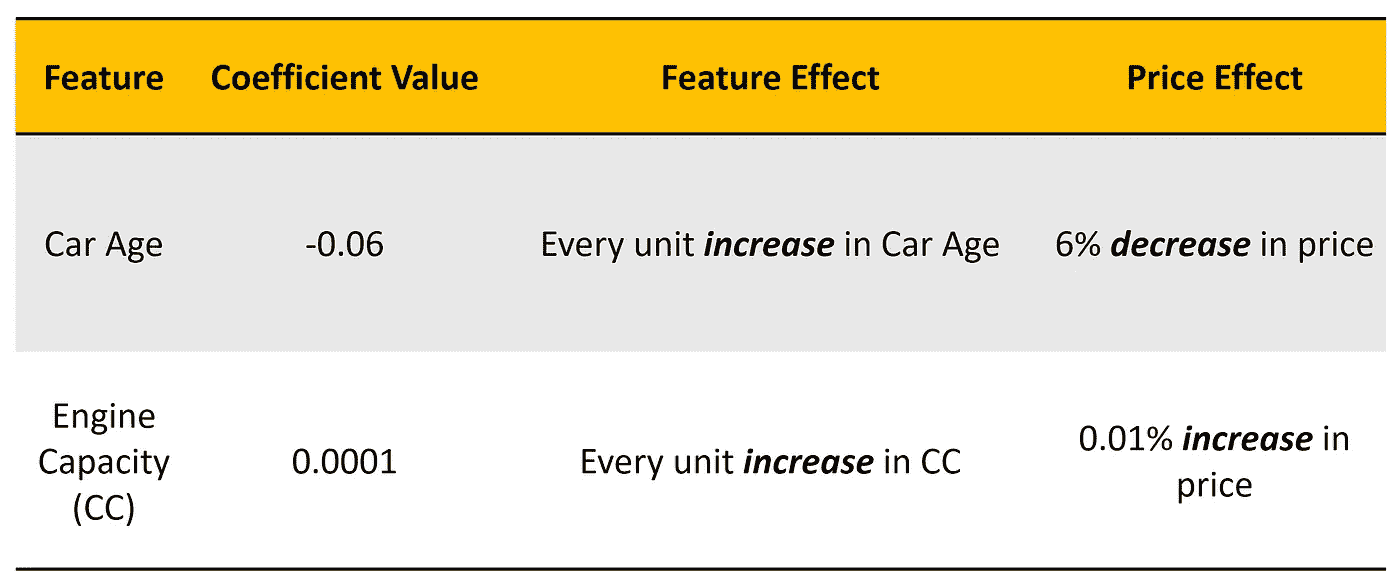 Feature Coefficient Value Feature Effect Price Effect
Car Age -0.06 Every unit increase in Car Age 6% decrease in price
Engine
Capacity
(CC)
0.0001 Every unit increase in CC
0.01% increase in
price